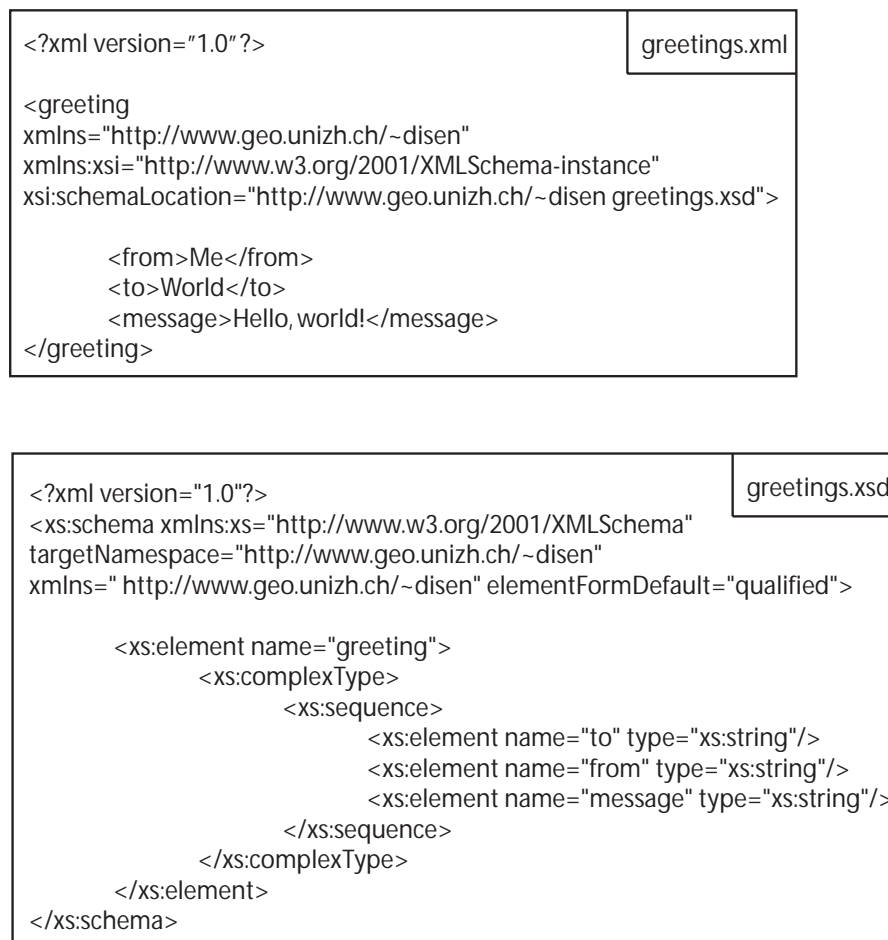 <?xml version="1.0"?>
greetings.xml
<greeting
xmlns="http://www.geo.unizh.ch/~disen"
xmlns:xsi="http://www.w3.org/2001/XMLSchema-instance"
xsi:schemaLocation="http://www.geo.unizh.ch/~disen greetings.xsd">
<from>Me</from>
<to>World</to>
<message>Hello, world!</message>
</greeting>
<?xml version="1.0"?>
greetings.xsd
<xs:schema xmlns:xs="http://www.w3.org/2001/XMLSchema"
targetNamespace="http://www.geo.unizh.ch/~disen"
xmlns=" http://www.geo.unizh.ch/~disen" elementFormDefault="qualified">
<xs:element name="greeting">
<xs:complexType>
<xs:sequence>
<xs:element name="to" type="xs:string"/>
<xs:element name="from" type="xs:string"/>
<xs:element name="message" type="xs:string"/>
</xs:sequence>
</xs:complexType>
</xs:element>
</xs:schema>